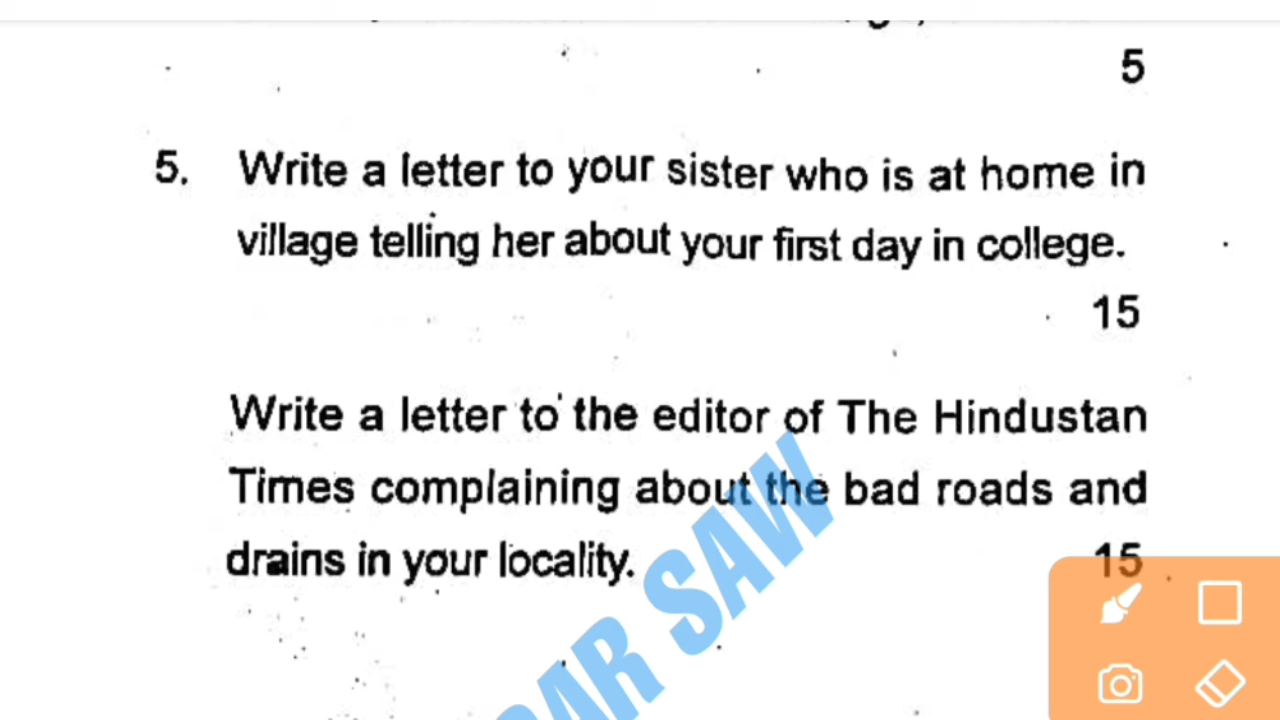 5
5. Write a letter to your sister who is at home in
village telling her about your first day in college.
15
Write a letter to the editor of The Hindustan
Times complaining about the bad roads and
drains in your locality.
15
SAW